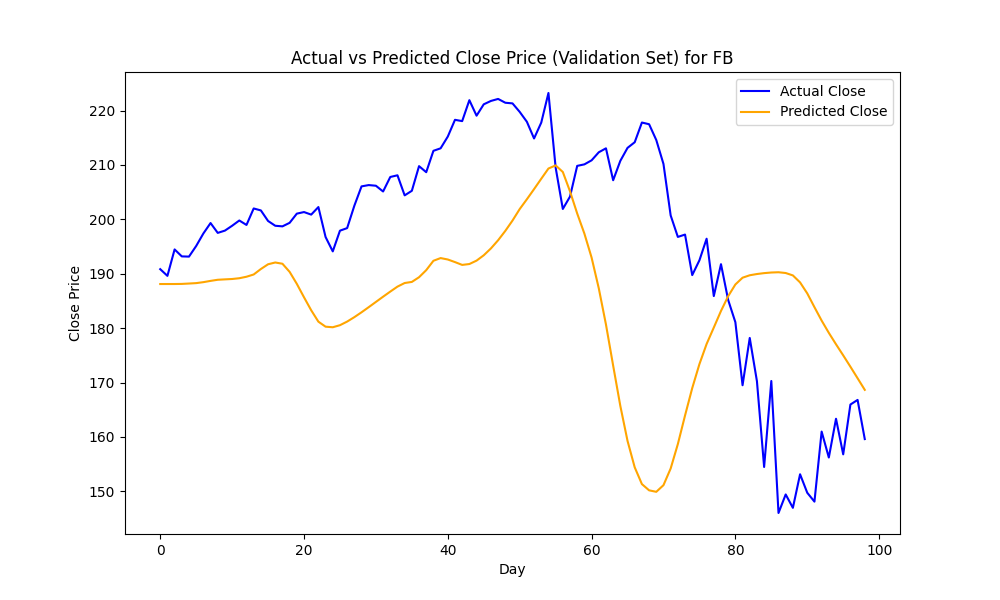 Actual vs Predicted Close Price (Validation Set) for FB
Actual Close
Predicted Close
Close Price
220
210
200
190
180
170
160
150
0 20 40 60 80 100
Day